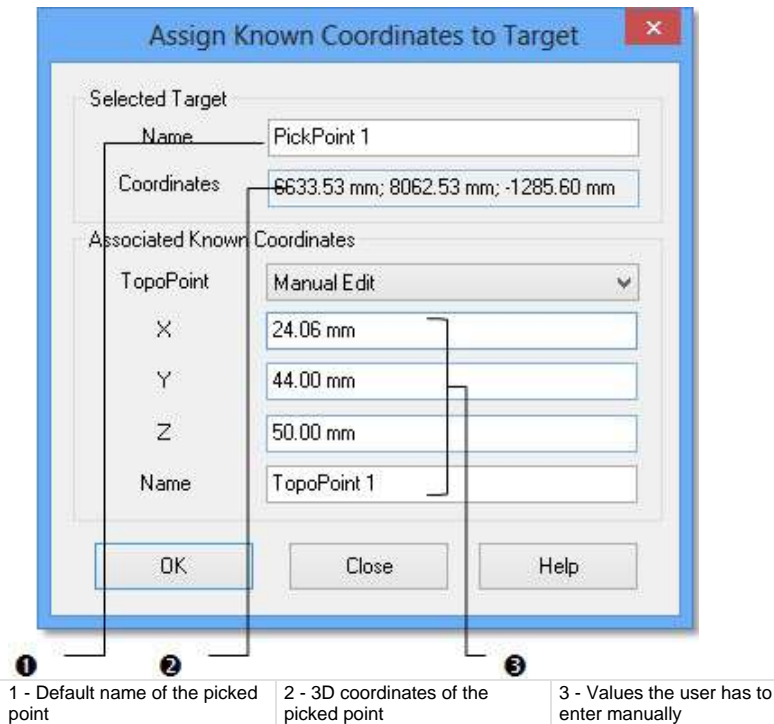 Assign Known Coordinates to Target
Selected Target
Name
PickPoint 1
Coordinates
6633.53 mm; 8062.53 mm; -1285.60 mm
Associated Known Coordinates
TopoPoint
Manual Edit
X
24.06 mm
Y
44.00 mm
Z
50.00 mm
Name
TopoPoint 1
OK
Close
Help
❶
❷
❸
1 - Default name of the picked
point
2 - 3D coordinates of the
picked point
3 - Values the user has to
enter manually